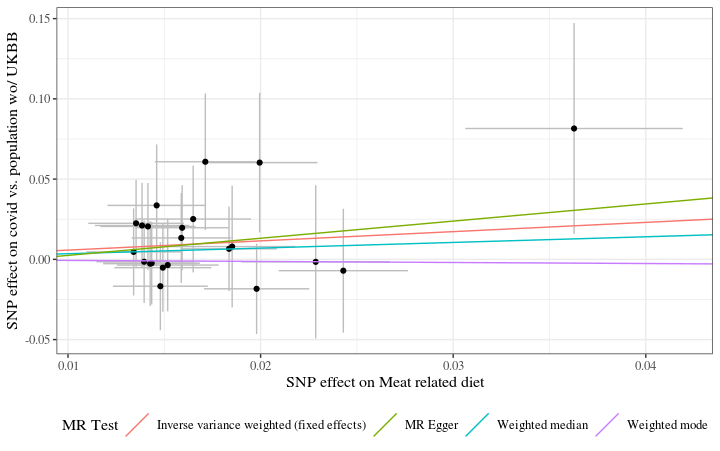 SNP effect on covid vs. population wo/ UKBB
0.15
0.10
0.05
0.00
-0.05
0.01 0.02 0.03 0.04
SNP effect on Meat related diet
MR Test Inverse variance weighted (fixed effects) MR Egger Weighted median Weighted mode